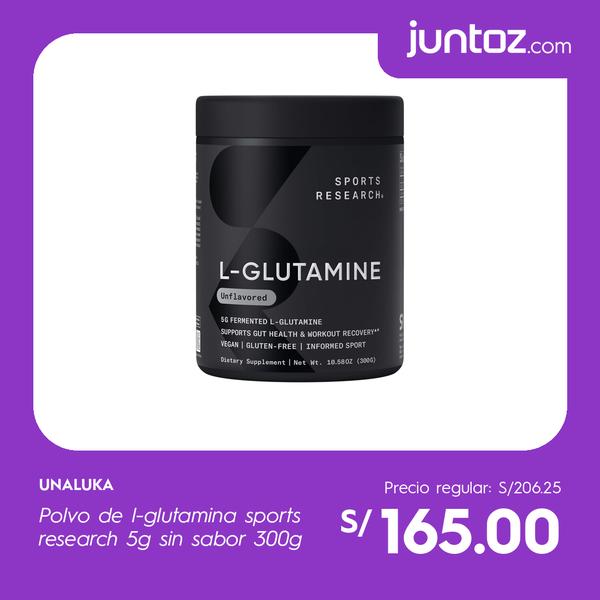 juntoz.com
SPORTS
RESEARCH®
L-GLUTAMINE
Unflavored
5G FERMENTED L-GLUTAMINE
SUPPORTS GUT HEALTH & WORKOUT RECOVERY*^
VEGAN | GLUTEN-FREE | INFORMED SPORT
Dietary Supplement | Net Wt. 10.58OZ (300G)
UNALUKA
Polvo de l-glutamina sports
research 5g sin sabor 300g
Precio regular: S/206.25
S/165.00